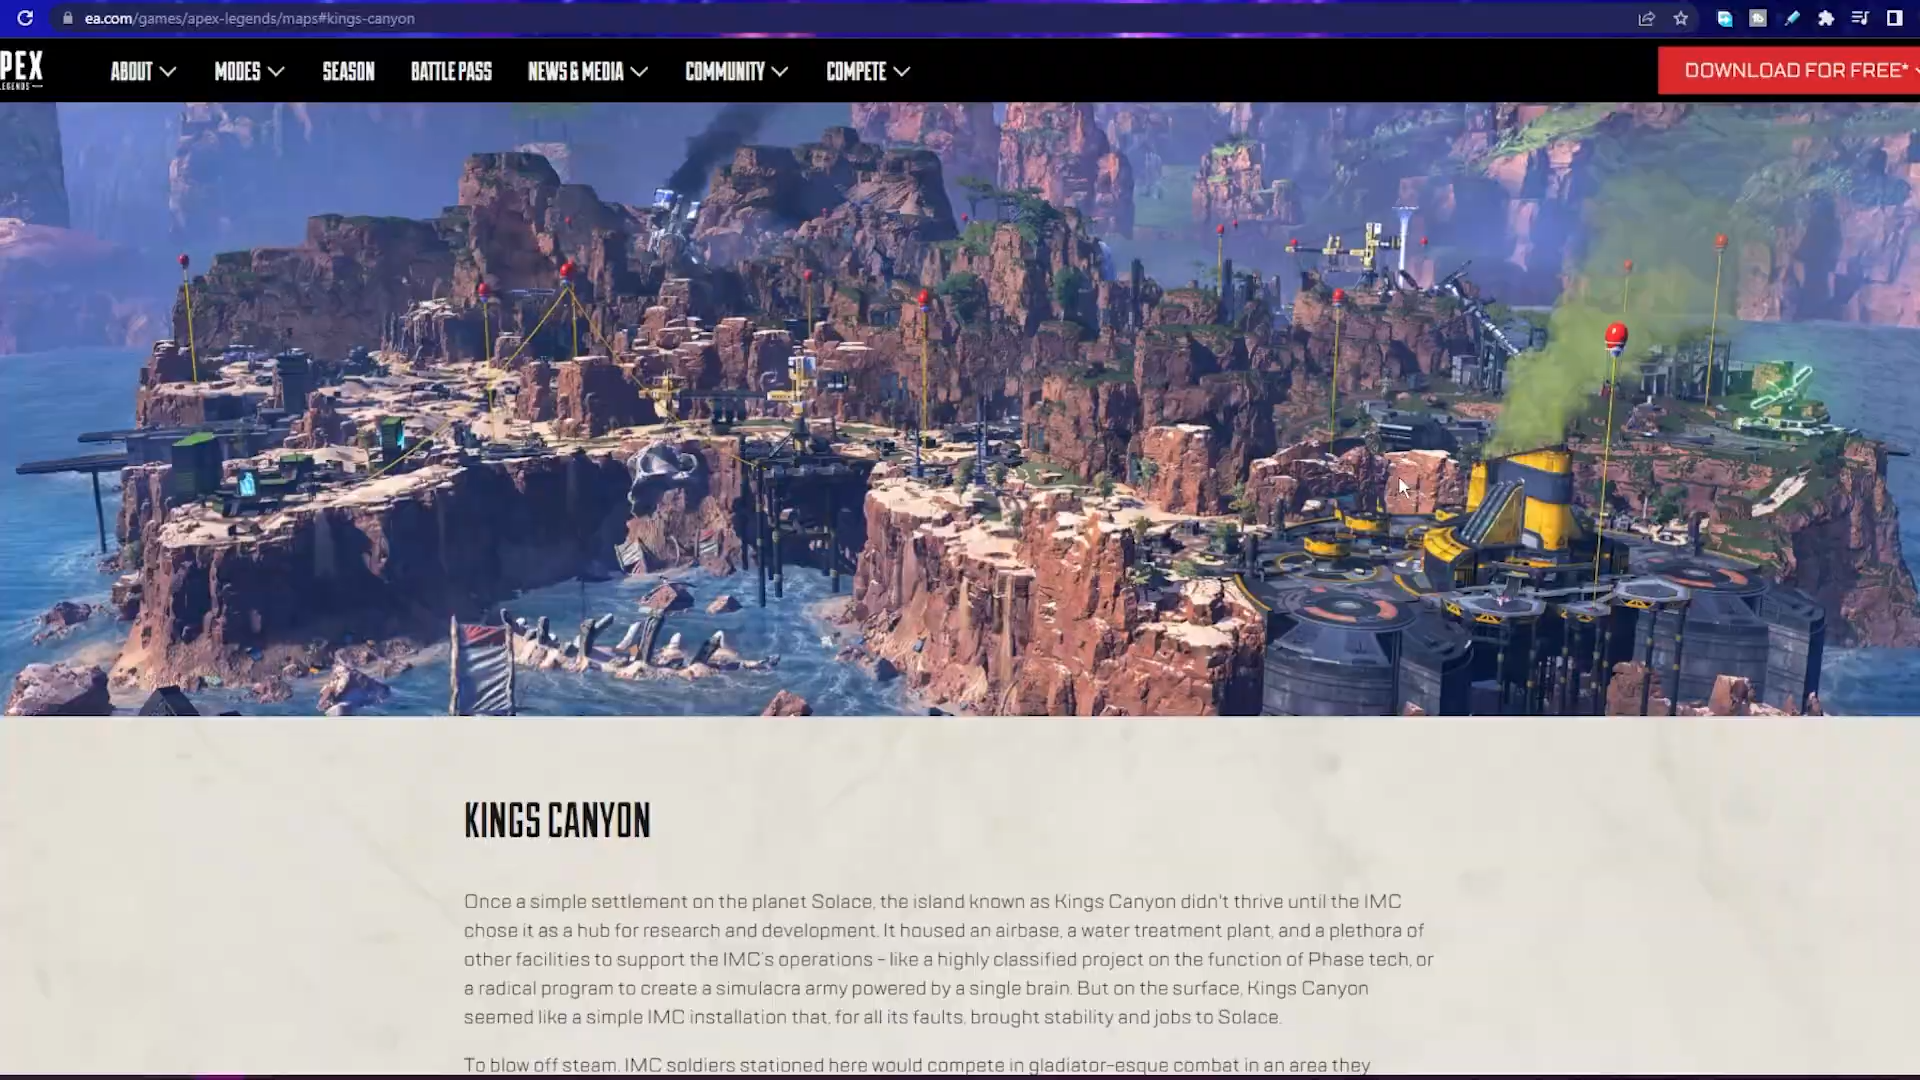 ea.com/games/apex-legends/maps#kings-canyon
PEX
LEGENDS
ABOUT
MODES
SEASON
BATTLE PASS
NEWS & MEDIA
COMMUNITY
COMPETE
DOWNLOAD FOR FREE*
KINGS CANYON
Once a simple settlement on the planet Solace, the island known as Kings Canyon didn't thrive until the IMC
chose it as a hub for research and development. It housed an airbase, a water treatment plant, and a plethora of
other facilities to support the IMC's operations – like a highly classified project on the function of Phase tech, or
a radical program to create a simulacra army powered by a single brain. But on the surface, Kings Canyon
seemed like a simple IMC installation that, for all its faults, brought stability and jobs to Solace.
To blow off steam, IMC soldiers stationed here would compete in gladiator-esque combat in an area they